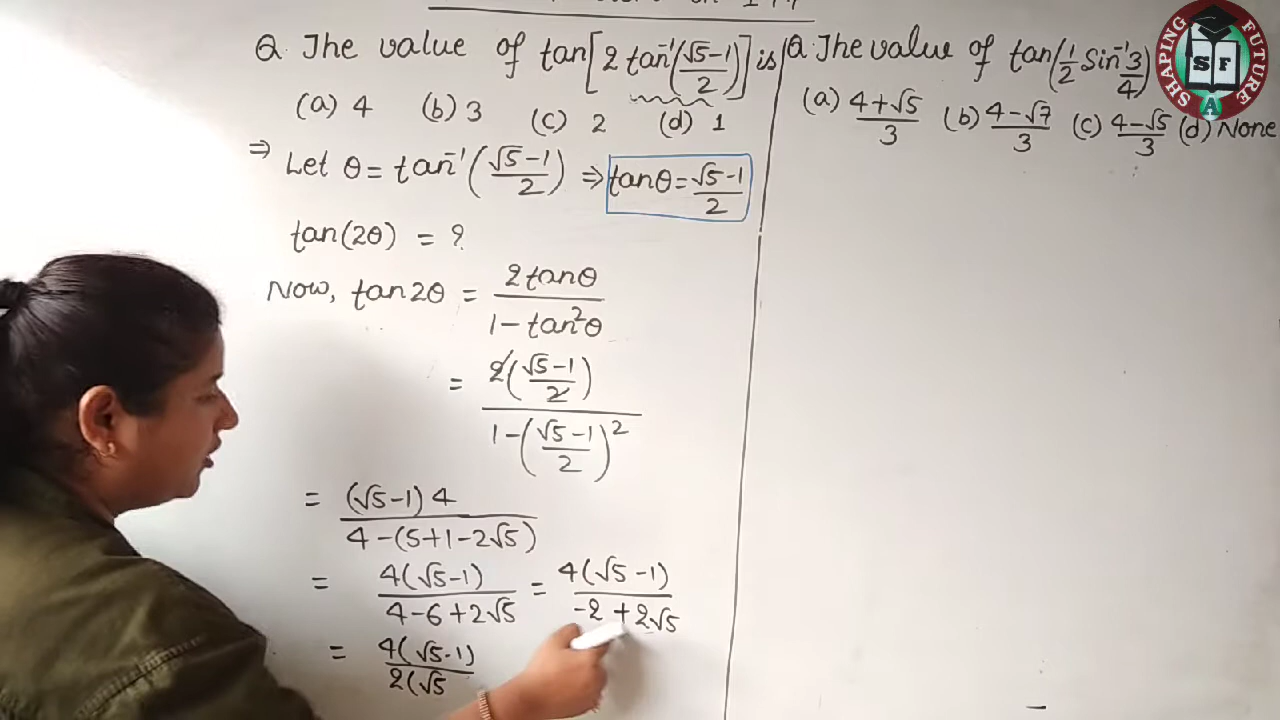 Q. The value of tan[2 tan⁻¹(√5-1/2)] is
(a) 4 (b) 3 (c) 2 (d) 1
⇒ Let θ = tan⁻¹(√5-1/2) ⇒ tanθ = √5-1/2
tan(2θ) = ?
Now, tan2θ = 2tanθ/1-tan²θ
= 2(√5-1/2)/1-(√5-1/2)²
= (√5-1)4/4-(5+1-2√5)
= 4(√5-1)/4-6+2√5 = 4(√5-1)/-2+2√5
= 4(√5-1)/2(√5
Q. The value of tan(1/2 Sin⁻¹3/4)
(a) 4+√5/3 (b) 4-√7/3 (c) 4-√5/3 (d) None
SHAPING FUTURE
S F
A